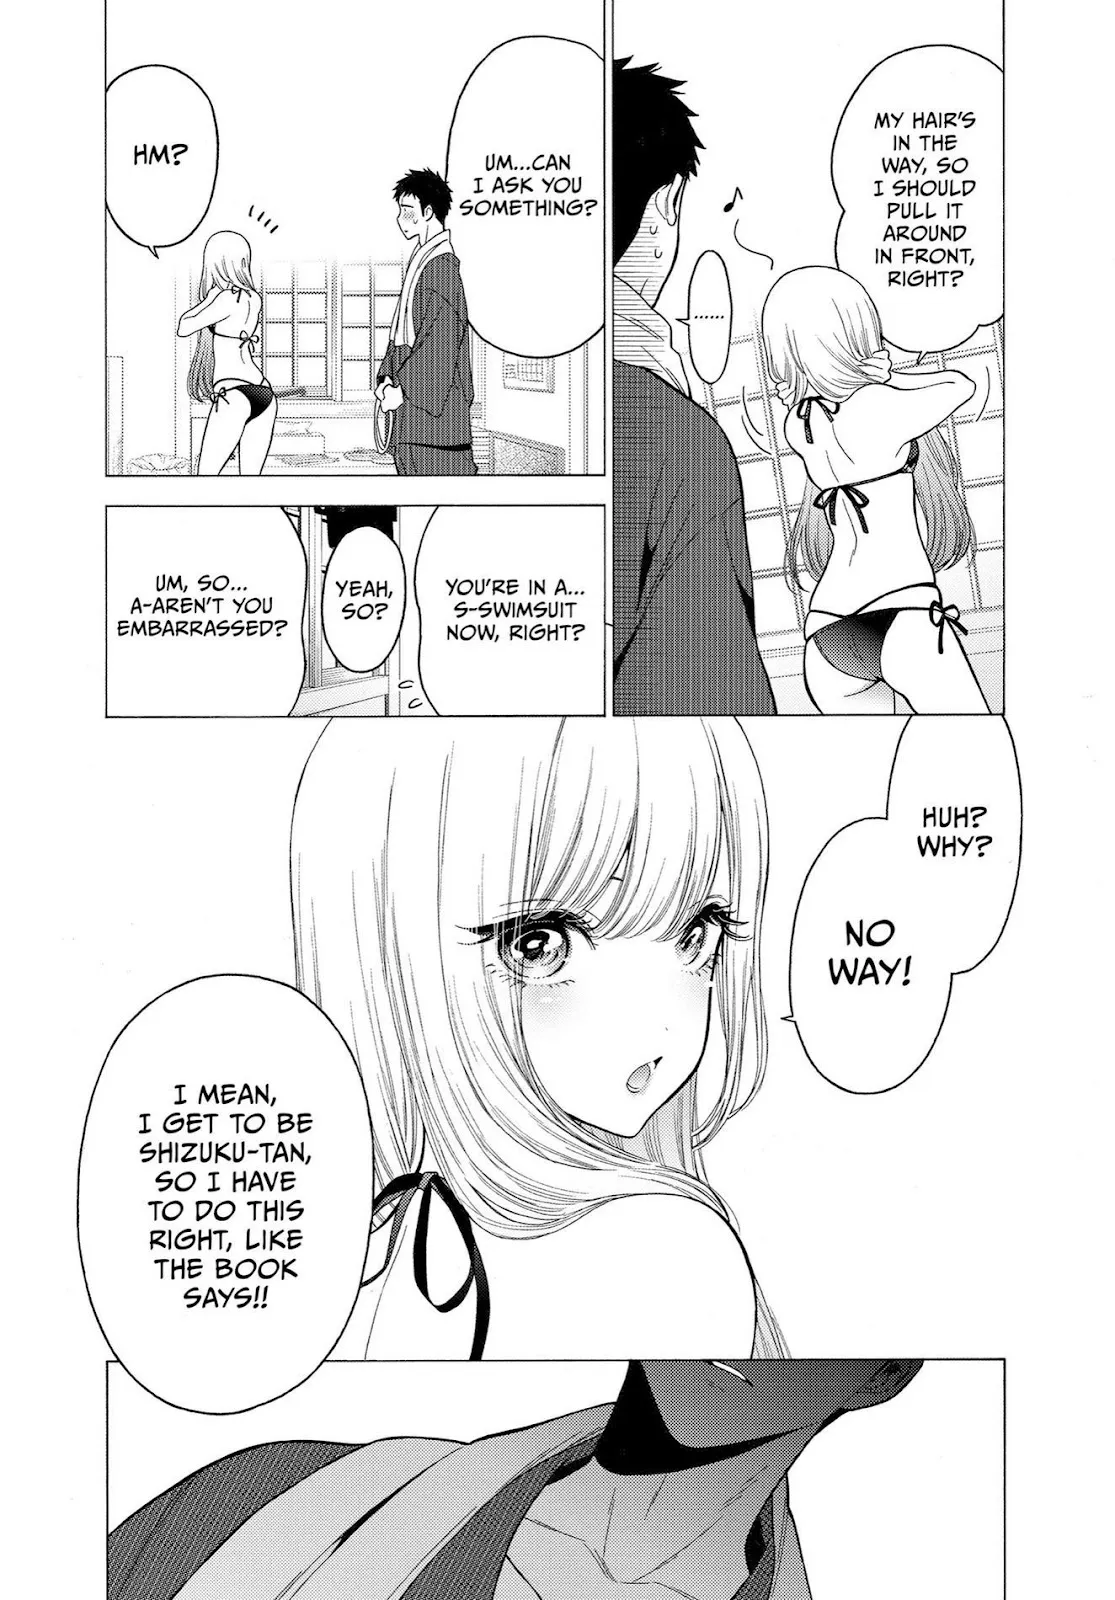 MY HAIR'S
IN THE
WAY, SO
I SHOULD
PULL IT
AROUND
IN FRONT,
RIGHT?
......
UM...CAN
I ASK YOU
SOMETHING?
HM?
YOU'RE IN A...
S-SWIMSUIT
NOW, RIGHT?
YEAH,
SO?
UM, SO...
A-AREN'T YOU
EMBARRASSED?
HUH?
WHY?
NO
WAY!
I MEAN,
I GET TO BE
SHIZUKU-TAN,
SO I HAVE
TO DO THIS
RIGHT, LIKE
THE BOOK
SAYS!!